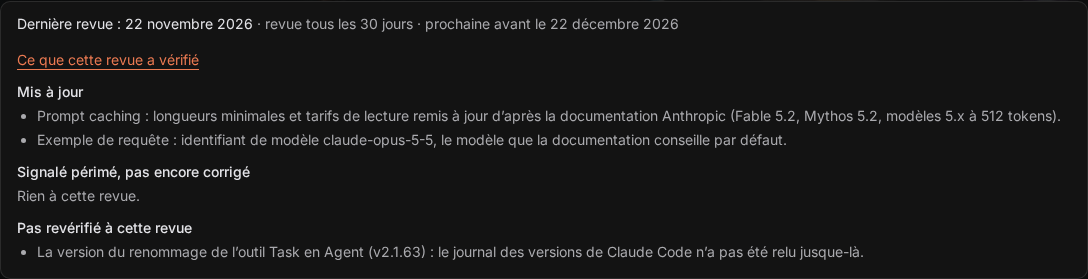 Dernière revue : 22 novembre 2026 · revue tous les 30 jours · prochaine avant le 22 décembre 2026
Ce que cette revue a vérifié
Mis à jour
• Prompt caching : longueurs minimales et tarifs de lecture remis à jour d’après la documentation Anthropic (Fable 5.2, Mythos 5.2, modèles 5.x à 512 tokens).
• Exemple de requête : identifiant de modèle claude-opus-5-5, le modèle que la documentation conseille par défaut.
Signalé périmé, pas encore corrigé
Rien à cette revue.
Pas revérifié à cette revue
• La version du renommage de l’outil Task en Agent (v2.1.63) : le journal des versions de Claude Code n’a pas été relu jusque-là.